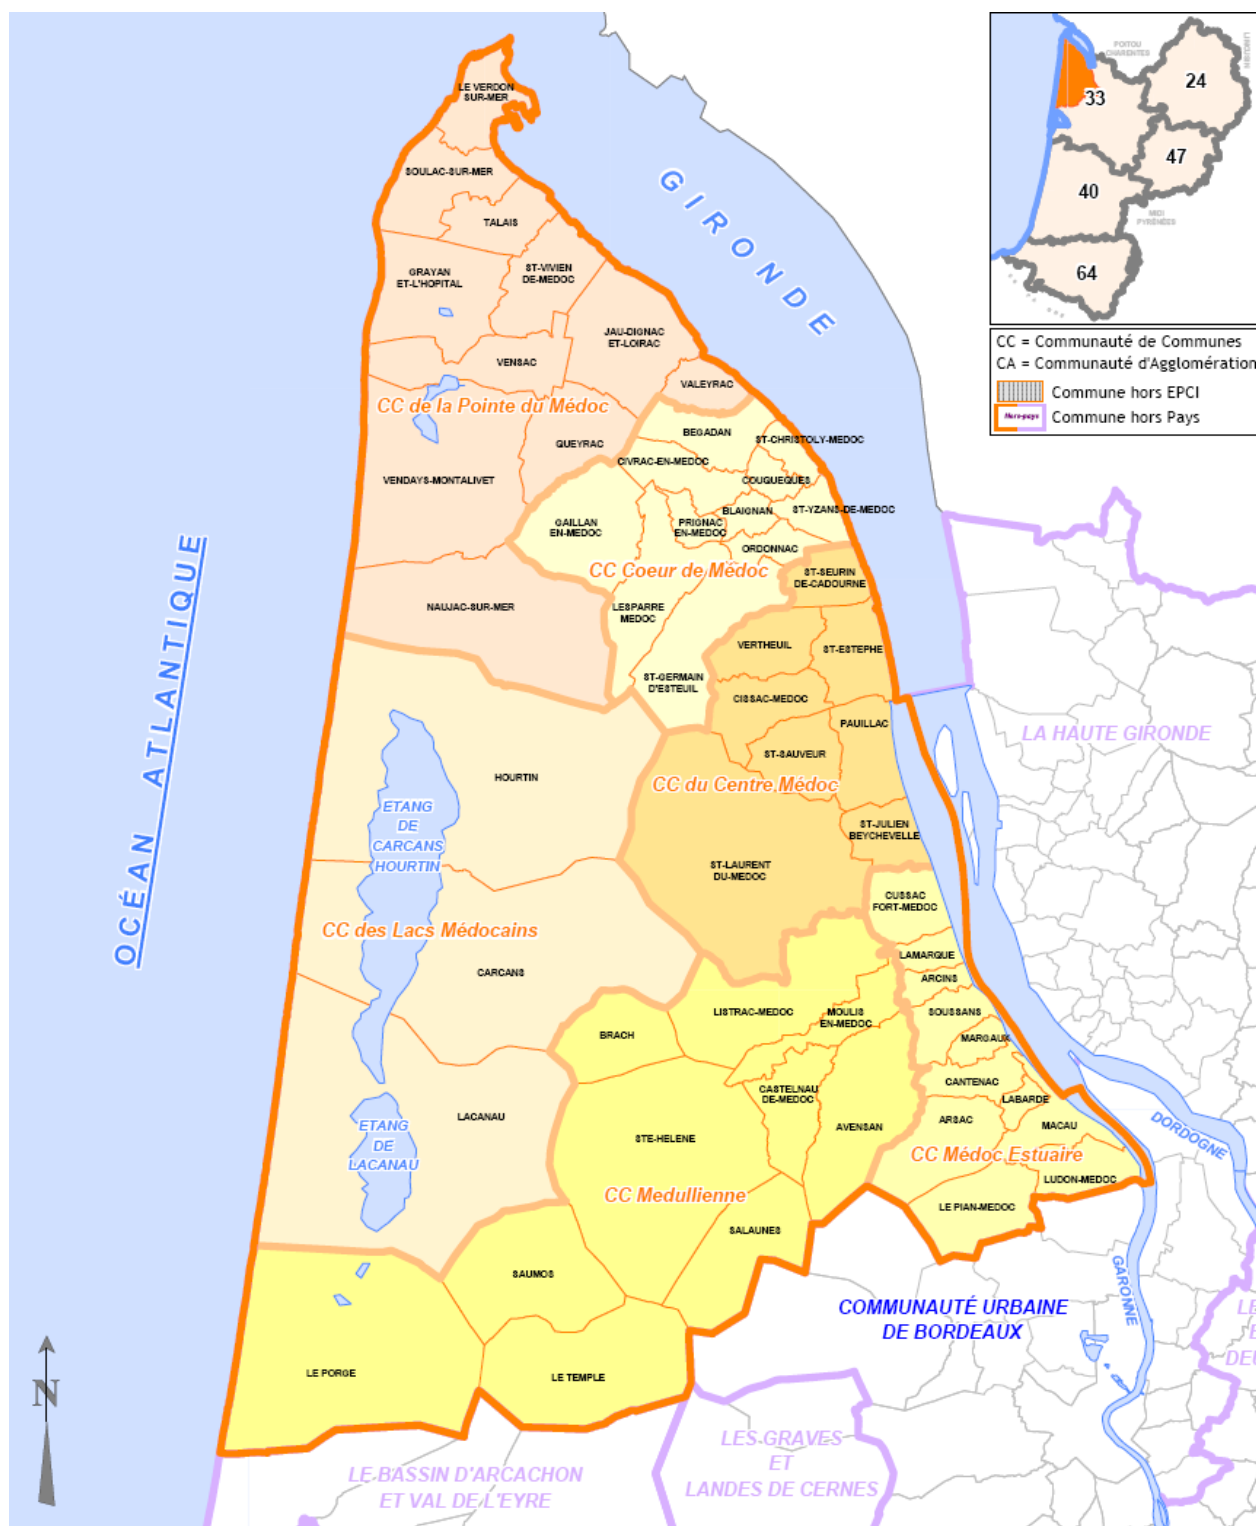 LE VERDON
SUR-MER
SOULAC-SUR-MER
TALAIS
GRAYAN
ET-L'HOPITAL
ST-VIVIEN
DE-MEDOC
JAU-DIGNAC
ET-LOIRAC
VENSAC
VALEYRAC
CC de la Pointe du Médoc
QUEYRAC
VENDAYS-MONTALIVET
NAUJAC-SUR-MER
BEGADAN
ST-CHRISTOLY-MEDOC
CIVRAC-EN-MEDOC
COUQUEQUES
GAILLAN
EN-MEDOC
PRIGNAC
EN-MEDOC
BLAIGNAN
ST-YZANS-DE-MEDOC
ORDONNAC
CC Coeur de Médoc
LESPARRE
MEDOC
ST-GERMAIN
D'ESTEUIL
ST-SEURIN
DE-CADOURNE
VERTHEUIL
ST-ESTEPHE
CISSAC-MEDOC
PAUILLAC
ST-SAUVEUR
CC du Centre Médoc
ST-JULIEN
BEYCHEVELLE
ST-LAURENT
DU-MEDOC
HOURTIN
ETANG
DE
CARCANS
HOURTIN
CC des Lacs Médocains
CARCANS
LACANAU
ETANG
DE
LACANAU
CUSSAC
FORT-MEDOC
LAMARQUE
ARCINS
SOUSSANS
MARGAUX
CANTENAC
LABARDE
ARSAC
MACAU
CC Médoc Estuaire
LUDON-MEDOC
LE PIAN-MEDOC
LISTRAC-MEDOC
MOULIS
EN-MEDOC
BRACH
CASTELNAU
DE-MEDOC
AVENSAN
STE-HELENE
CC Medullienne
SALAUNES
SAUMOS
LE PORGE
LE TEMPLE
OCÉAN ATLANTIQUE
GIRONDE
DORDOGNE
GARONNE
LA HAUTE GIRONDE
COMMUNAUTÉ URBAINE
DE BORDEAUX
LE-BASSIN D'ARCACHON
ET VAL DE L'EYRE
LES GRAVES
ET
LANDES DE CERNES
N
POITOU
CHARENTES
LIMOUSIN
24
33
47
40
MIDI
PYRÉNÉES
64
CC = Communauté de Communes
CA = Communauté d'Agglomération
Commune hors EPCI
Hors-pays
Commune hors Pays